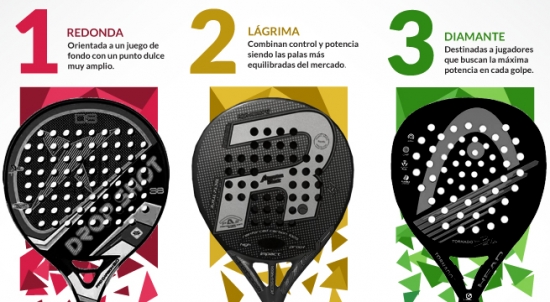 1
REDONDA
Orientada a un juego de
fondo con un punto dulce
muy amplio.
2
LÁGRIMA
Combinan control y potencia
siendo las palas más
equilibradas del mercado.
3
DIAMANTE
Destinadas a jugadores
que buscan la máxima
potencia en cada golpe.
DROP SHOT
R
TORNADO
HEAD